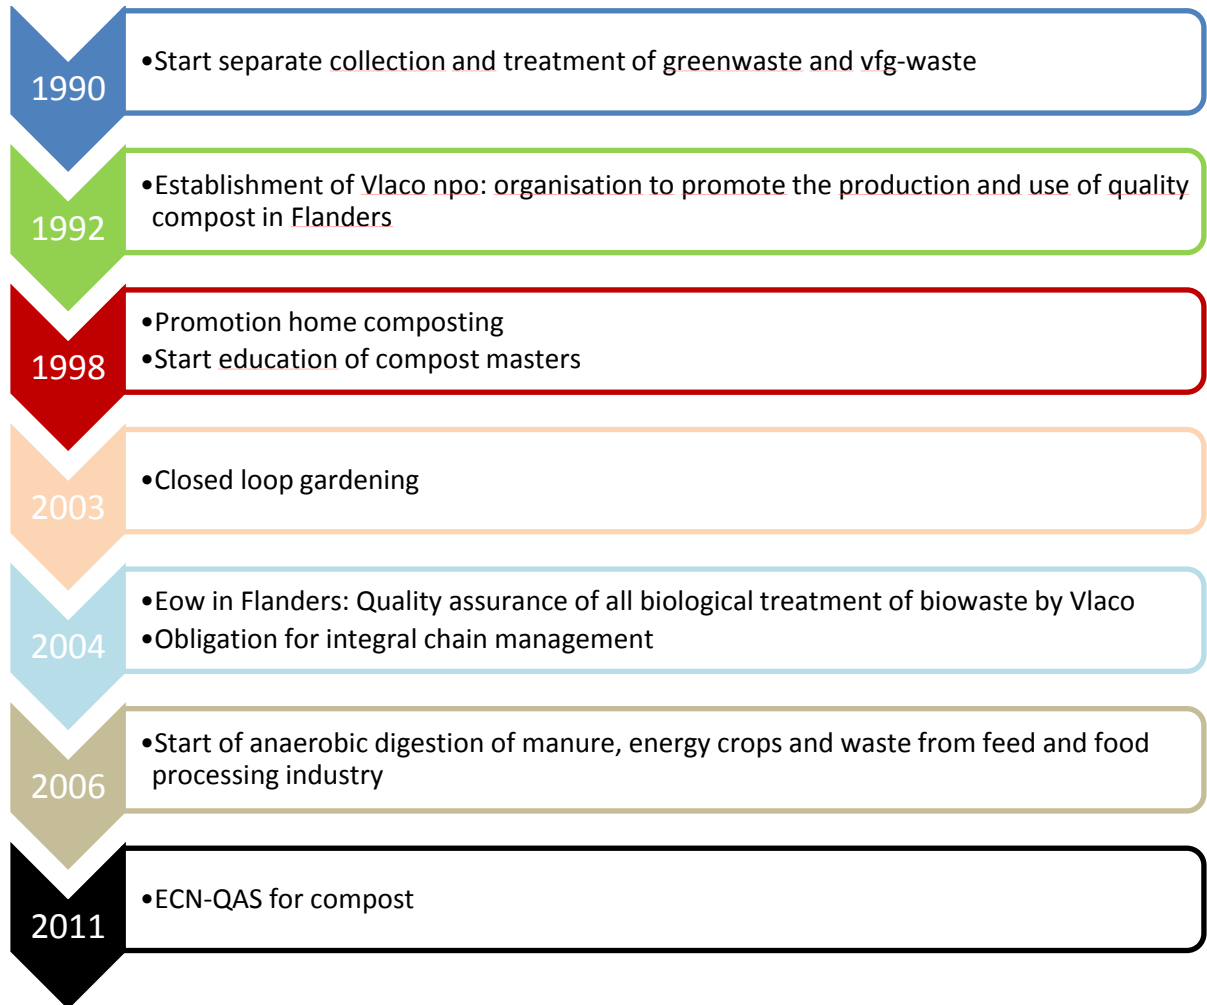 1990
•Start separate collection and treatment of greenwaste and vfg-waste
1992
•Establishment of Vlaco npo: organisation to promote the production and use of quality
compost in Flanders
1998
•Promotion home composting
•Start education of compost masters
2003
•Closed loop gardening
2004
•Eow in Flanders: Quality assurance of all biological treatment of biowaste by Vlaco
•Obligation for integral chain management
2006
•Start of anaerobic digestion of manure, energy crops and waste from feed and food
processing industry
2011
•ECN-QAS for compost